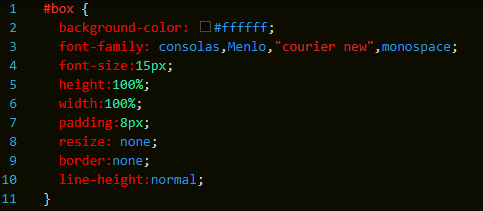 1 #box {
2 background-color: #ffffff;
3 font-family: consolas,Menlo,"courier new",monospace;
4 font-size:15px;
5 height:100%;
6 width:100%;
7 padding:8px;
8 resize: none;
9 border:none;
10 line-height:normal;
11 }